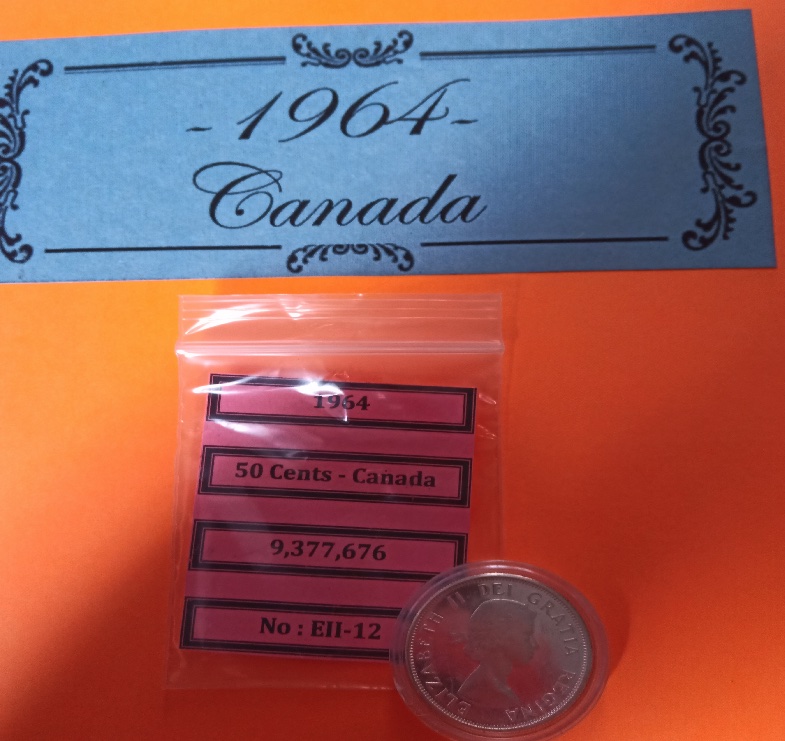 -1964-
Canada
1964
50 Cents - Canada
9,377,676
No : EII-12
ELIZABETH II DEI GRATIA REGINA